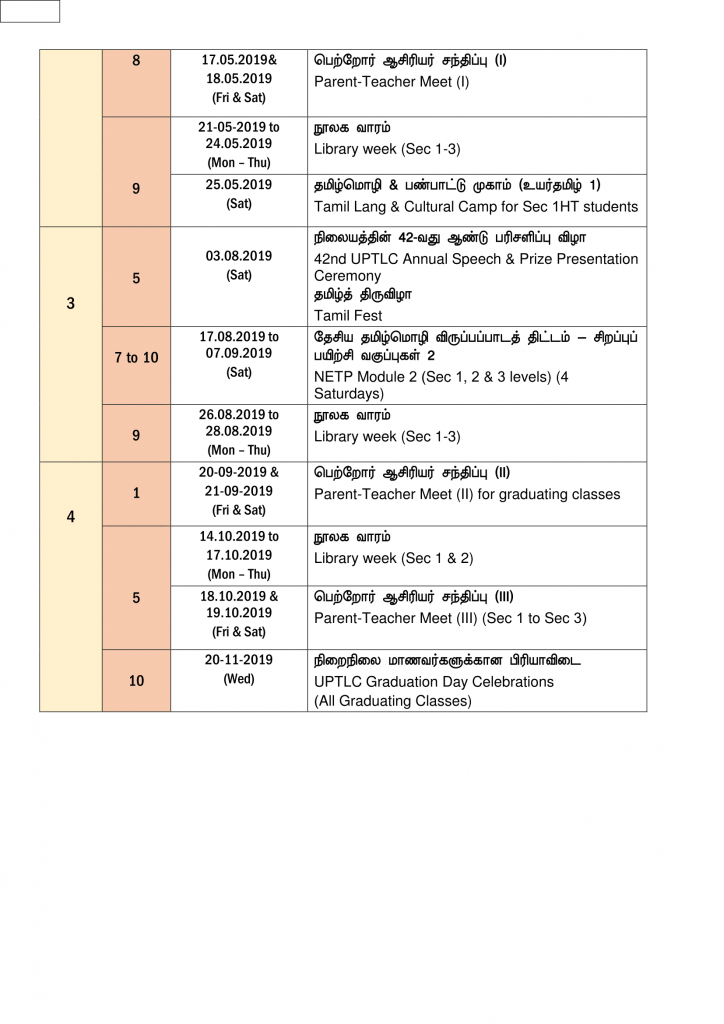 8
17.05.2019&
18.05.2019
(Fri & Sat)
பெற்றோர் ஆசிரியர் சந்திப்பு (I)
Parent-Teacher Meet (I)
9
21-05-2019 to
24.05.2019
(Mon – Thu)
நூலக வாரம்
Library week (Sec 1-3)
25.05.2019
(Sat)
தமிழ்மொழி & பண்பாட்டு முகாம் (உயர்தமிழ் 1)
Tamil Lang & Cultural Camp for Sec 1HT students
3
5
03.08.2019
(Sat)
நிலையத்தின் 42-வது ஆண்டு பரிசளிப்பு விழா
42nd UPTLC Annual Speech & Prize Presentation
Ceremony
தமிழ்த் திருவிழா
Tamil Fest
7 to 10
17.08.2019 to
07.09.2019
(Sat)
தேசிய தமிழ்மொழி விருப்பப்பாடத் திட்டம் – சிறப்புப்
பயிற்சி வகுப்புகள் 2
NETP Module 2 (Sec 1, 2 & 3 levels) (4
Saturdays)
9
26.08.2019 to
28.08.2019
(Mon – Thu)
நூலக வாரம்
Library week (Sec 1-3)
4
1
20-09-2019 &
21-09-2019
(Fri & Sat)
பெற்றோர் ஆசிரியர் சந்திப்பு (II)
Parent-Teacher Meet (II) for graduating classes
5
14.10.2019 to
17.10.2019
(Mon – Thu)
நூலக வாரம்
Library week (Sec 1 & 2)
18.10.2019 &
19.10.2019
(Fri & Sat)
பெற்றோர் ஆசிரியர் சந்திப்பு (III)
Parent-Teacher Meet (III) (Sec 1 to Sec 3)
10
20-11-2019
(Wed)
நிறைநிலை மாணவர்களுக்கான பிரியாவிடை
UPTLC Graduation Day Celebrations
(All Graduating Classes)